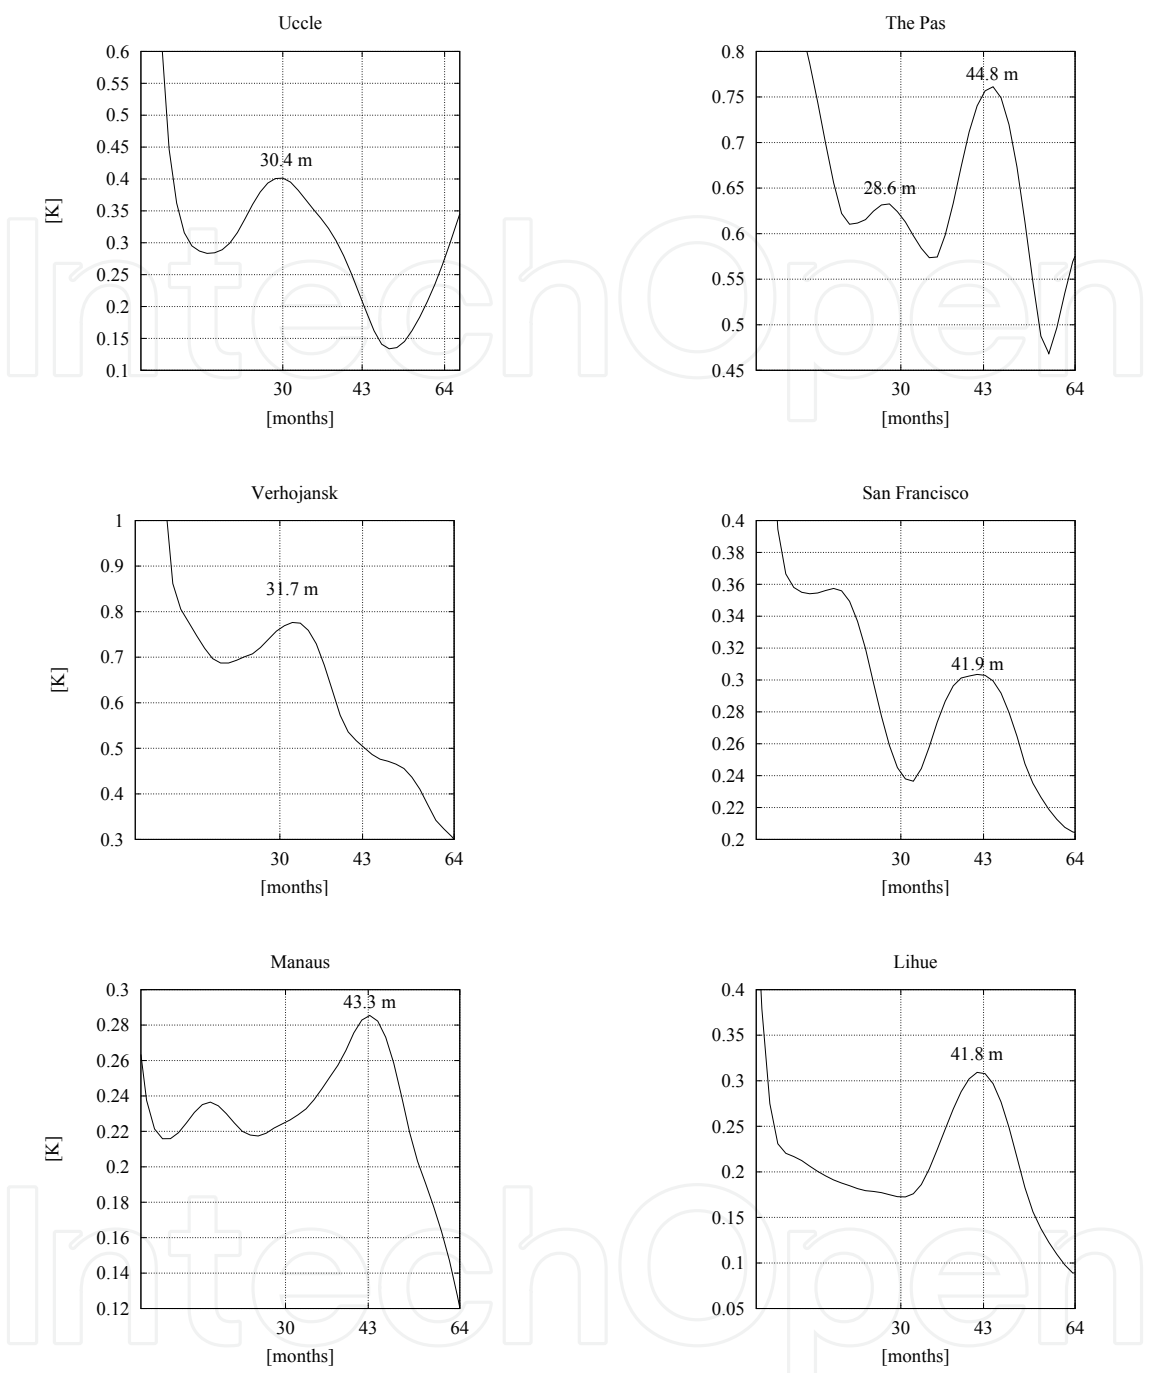 Uccle
0.6
0.55
0.5
0.45
0.4
0.35
0.3
0.25
0.2
0.15
0.1
[K]
30.4 m
30 43 64
[months]
The Pas
0.8
0.75
0.7
0.65
0.6
0.55
0.5
0.45
44.8 m
28.6 m
30 43 64
[months]
Verhojansk
1
0.9
0.8
0.7
0.6
0.5
0.4
0.3
[K]
31.7 m
30 43 64
[months]
San Francisco
0.4
0.38
0.36
0.34
0.32
0.3
0.28
0.26
0.24
0.22
0.2
41.9 m
30 43 64
[months]
Manaus
0.3
0.28
0.26
0.24
0.22
0.2
0.18
0.16
0.14
0.12
[K]
43.3 m
30 43 64
[months]
Lihue
0.4
0.35
0.3
0.25
0.2
0.15
0.1
0.05
41.8 m
30 43 64
[months]
IntechOpen
IntechOpen